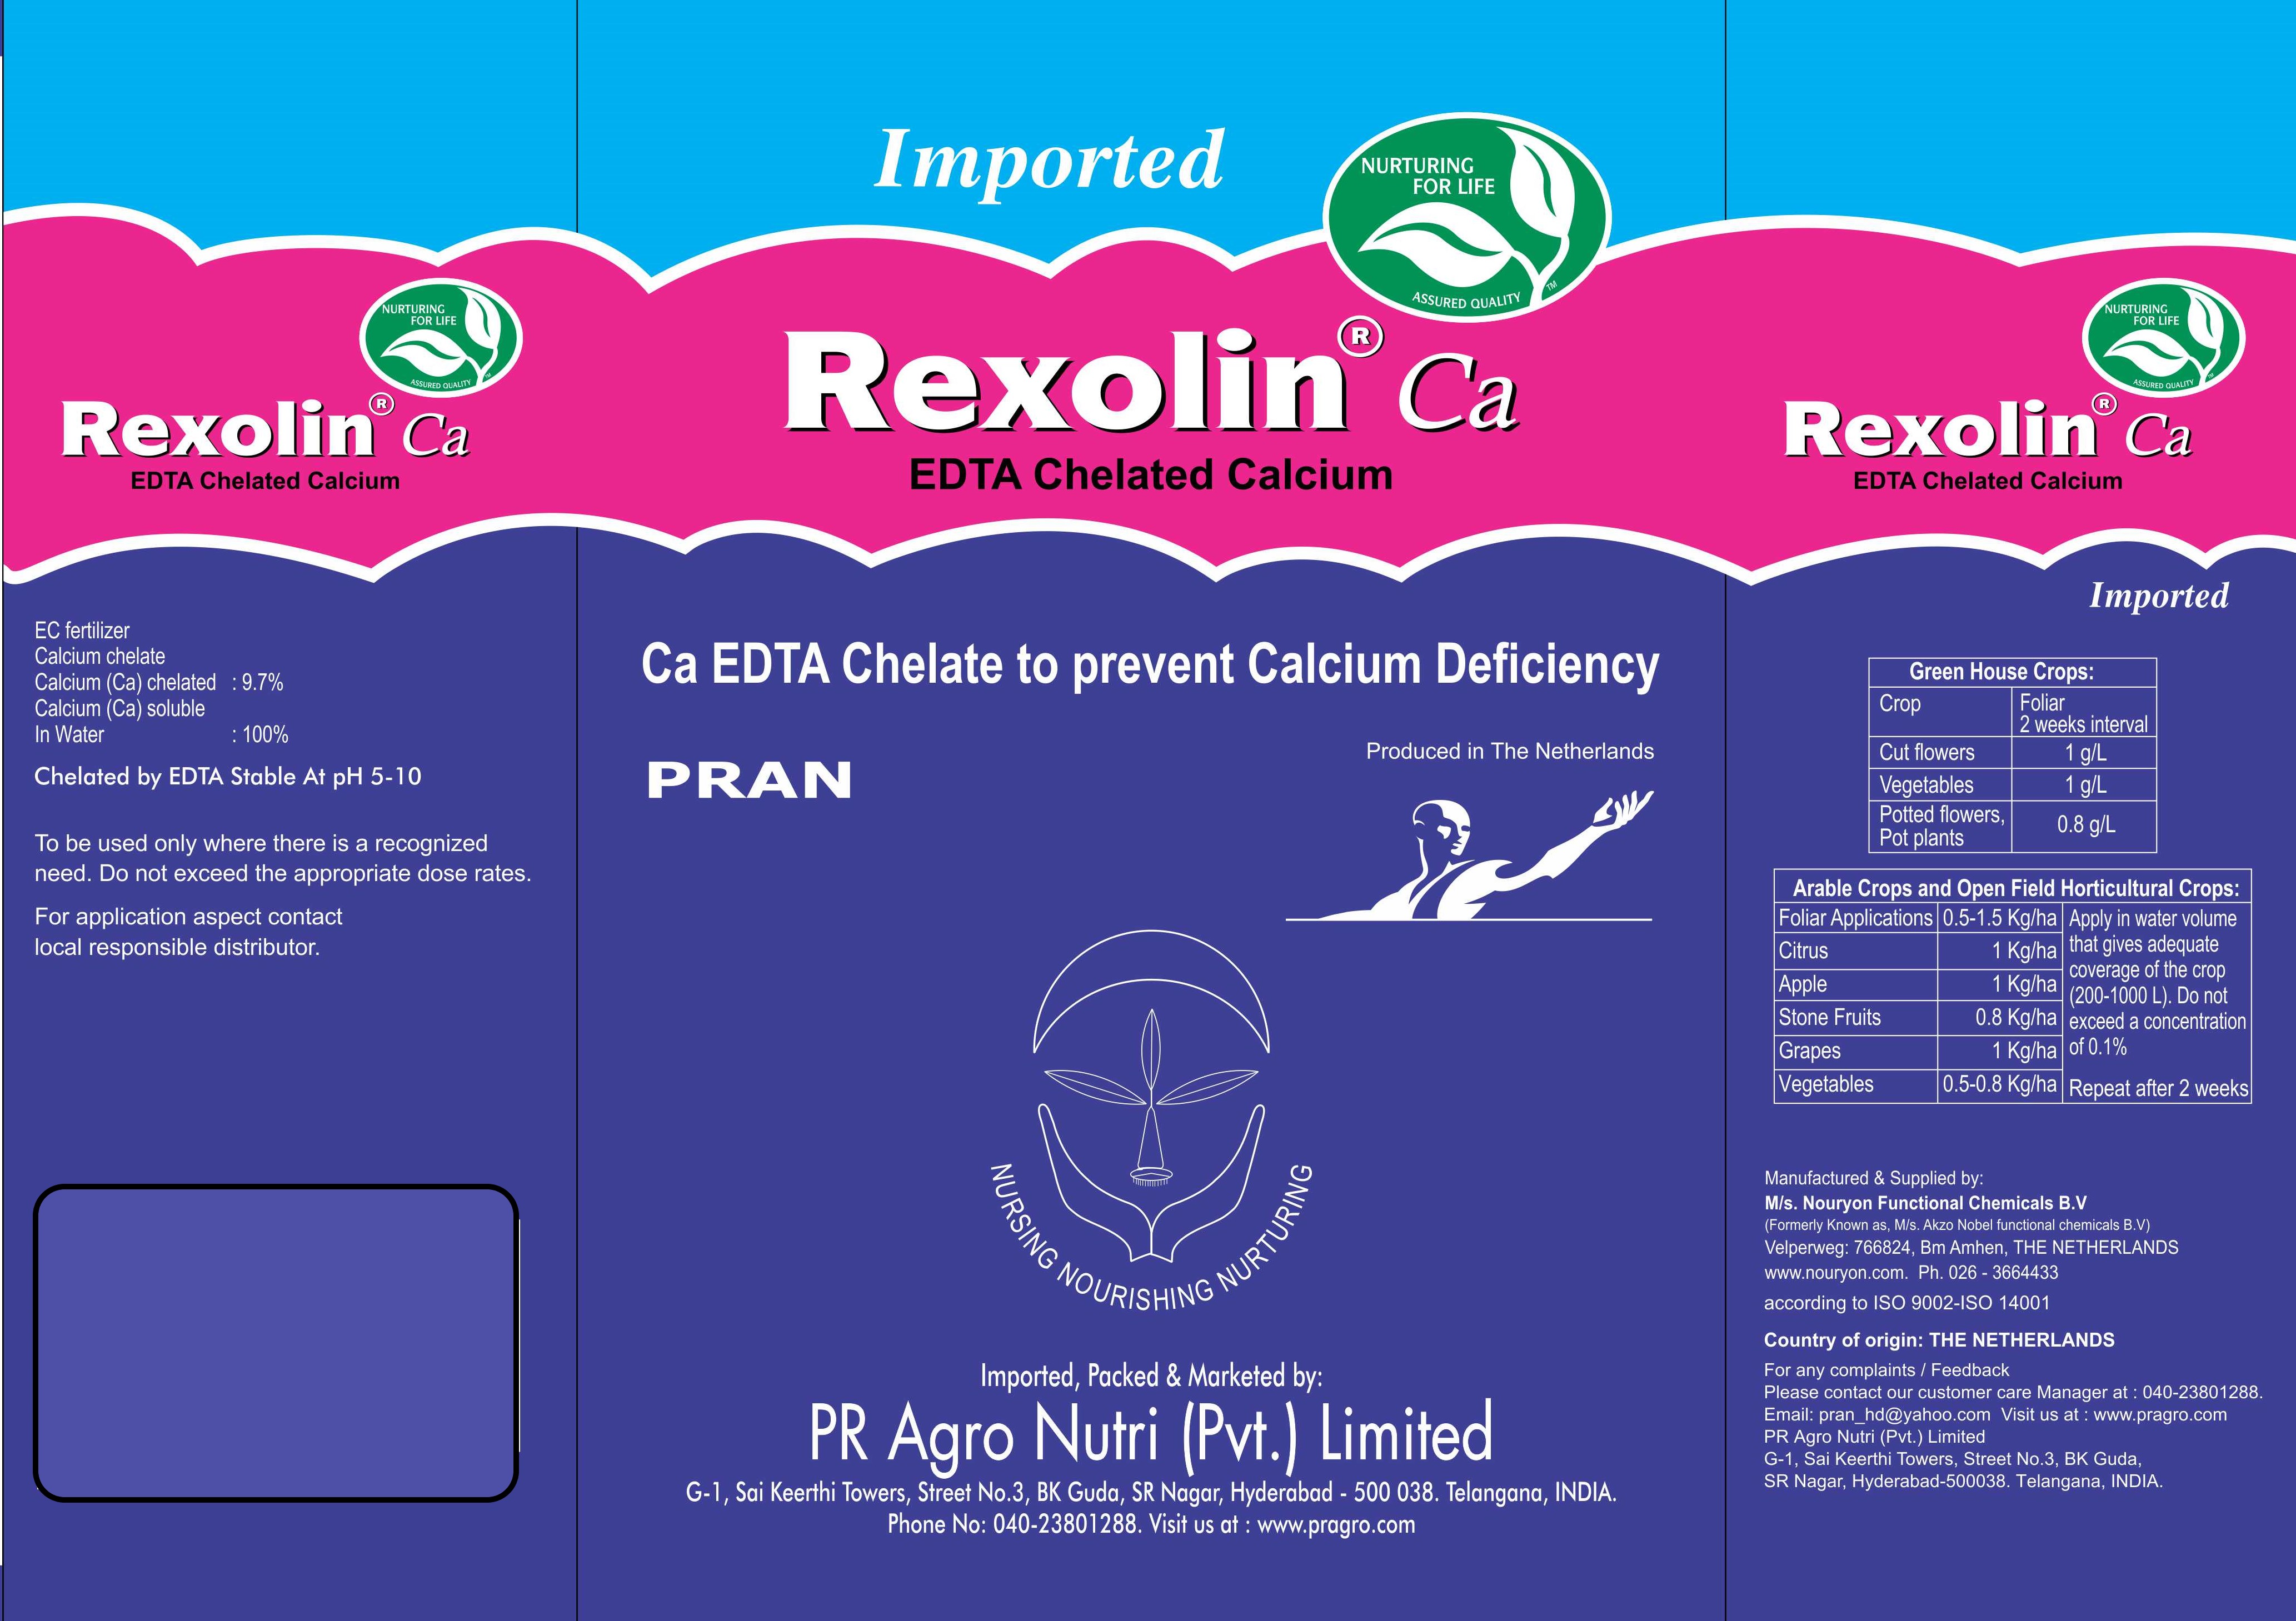 NURTURING
FOR LIFE
ASSURED QUALITY ™
Rexolin® Ca
EDTA Chelated Calcium
EC fertilizer
Calcium chelate
Calcium (Ca) chelated : 9.7%
Calcium (Ca) soluble
In Water : 100%
Chelated by EDTA Stable At pH 5-10
To be used only where there is a recognized
need. Do not exceed the appropriate dose rates.
For application aspect contact
local responsible distributor.
Imported
NURTURING
FOR LIFE
ASSURED QUALITY ™
Rexolin® Ca
EDTA Chelated Calcium
Ca EDTA Chelate to prevent Calcium Deficiency
Produced in The Netherlands
PRAN
NURSING NOURISHING NURTURING
Imported, Packed & Marketed by:
PR Agro Nutri (Pvt.) Limited
G-1, Sai Keerthi Towers, Street No.3, BK Guda, SR Nagar, Hyderabad - 500 038. Telangana, INDIA.
Phone No: 040-23801288. Visit us at : www.pragro.com
NURTURING
FOR LIFE
ASSURED QUALITY ™
Rexolin® Ca
EDTA Chelated Calcium
Imported
Green House Crops:
Crop Foliar
2 weeks interval
Cut flowers 1 g/L
Vegetables 1 g/L
Potted flowers,
Pot plants 0.8 g/L
Arable Crops and Open Field Horticultural Crops:
Foliar Applications 0.5-1.5 Kg/ha Apply in water volume
Citrus 1 Kg/ha that gives adequate
coverage of the crop
Apple 1 Kg/ha (200-1000 L). Do not
Stone Fruits 0.8 Kg/ha exceed a concentration
Grapes 1 Kg/ha of 0.1%
Vegetables 0.5-0.8 Kg/ha Repeat after 2 weeks
Manufactured & Supplied by:
M/s. Nouryon Functional Chemicals B.V
(Formerly Known as, M/s. Akzo Nobel functional chemicals B.V)
Velperweg: 766824, Bm Amhen, THE NETHERLANDS
www.nouryon.com. Ph. 026 - 3664433
according to ISO 9002-ISO 14001
Country of origin: THE NETHERLANDS
For any complaints / Feedback
Please contact our customer care Manager at : 040-23801288.
Email: pran_hd@yahoo.com Visit us at : www.pragro.com
PR Agro Nutri (Pvt.) Limited
G-1, Sai Keerthi Towers, Street No.3, BK Guda,
SR Nagar, Hyderabad-500038. Telangana, INDIA.